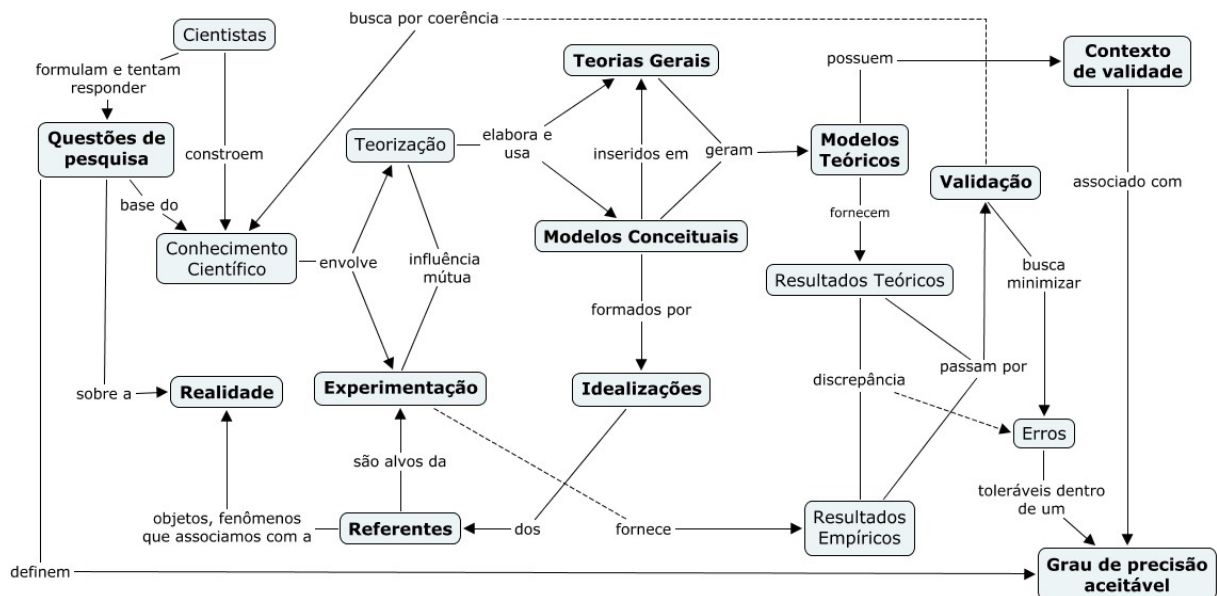 busca por coerência
Cientistas
formulam e tentam
responder
Teorias Gerais
possuem
Contexto
de validade
Questões de
pesquisa
constroem
Teorização
elabora e
usa
inseridos em
geram
Modelos
Teóricos
Validação
associado com
base do
fornecem
Conhecimento
Científico
envolve
influência
mútua
Modelos Conceituais
busca
minimizar
Resultados Teóricos
formados por
sobre a
Realidade
Experimentação
Idealizações
discrepância
passam por
Erros
são alvos da
toleráveis dentro
de um
objetos, fenômenos
que associamos com a
Referentes
dos
fornece
Resultados
Empíricos
definem
Grau de precisão
aceitável